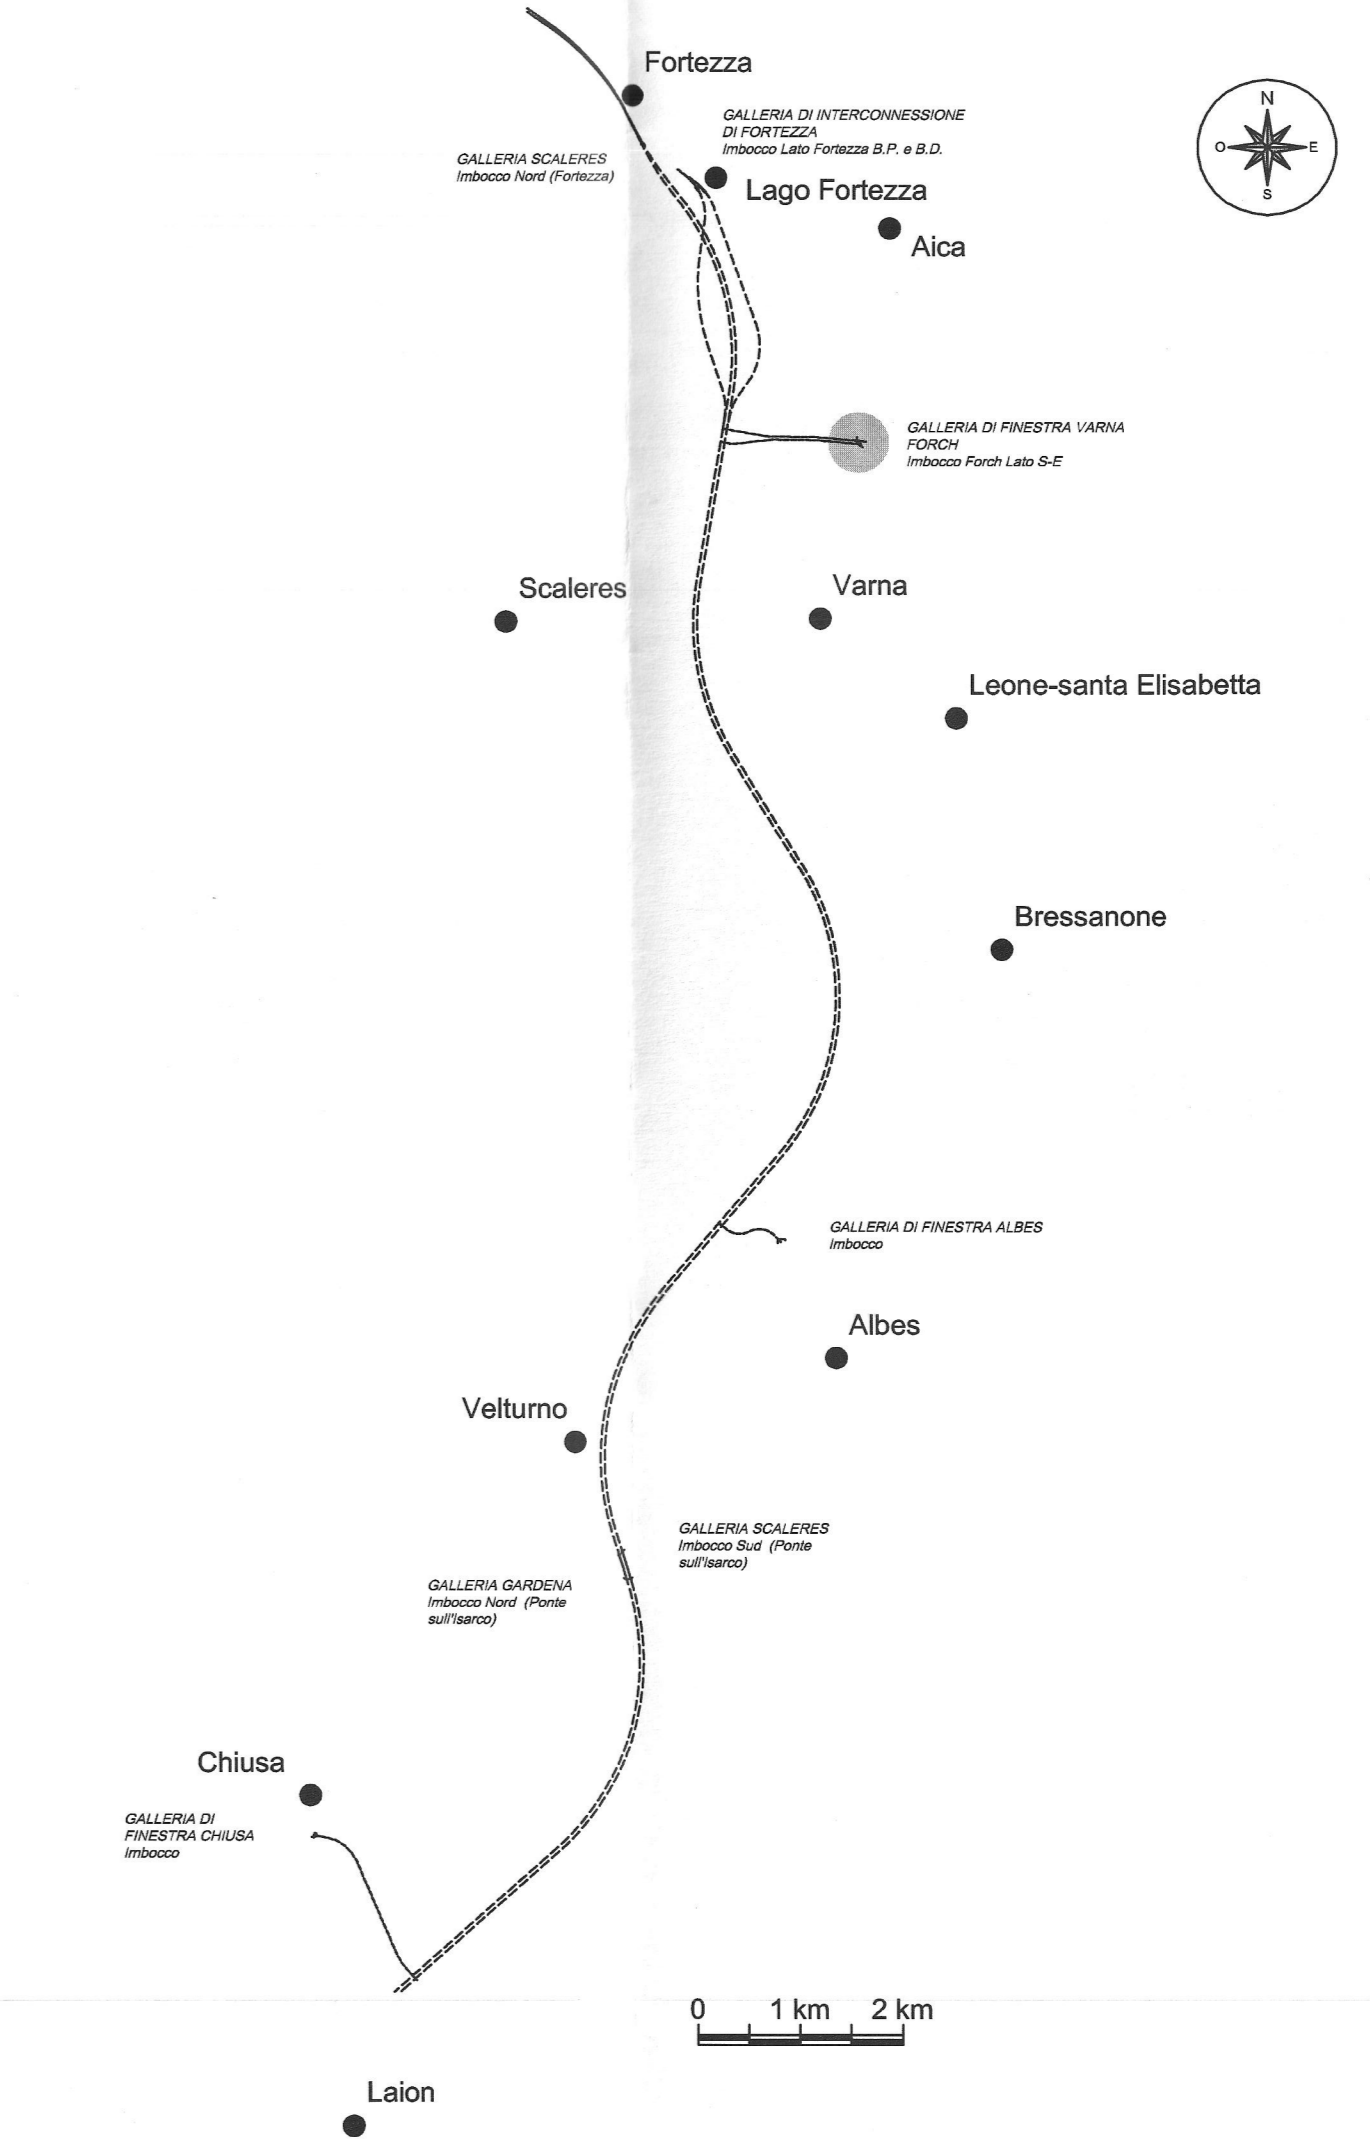 Fortezza
N
O
E
S
GALLERIA DI INTERCONNESSIONE
DI FORTEZZA
Imbocco Lato Fortezza B.P. e B.D.
GALLERIA SCALERES
Imbocco Nord (Fortezza)
Lago Fortezza
Aica
GALLERIA DI FINESTRA VARNA
FORCH
Imbocco Forch Lato S-E
Scaleres
Varna
Leone-santa Elisabetta
Bressanone
GALLERIA DI FINESTRA ALBES
Imbocco
Albes
Velturno
GALLERIA SCALERES
Imbocco Sud (Ponte
sull'Isarco)
GALLERIA GARDENA
Imbocco Nord (Ponte
sull'Isarco)
Chiusa
GALLERIA DI
FINESTRA CHIUSA
Imbocco
0 1 km 2 km
Laion